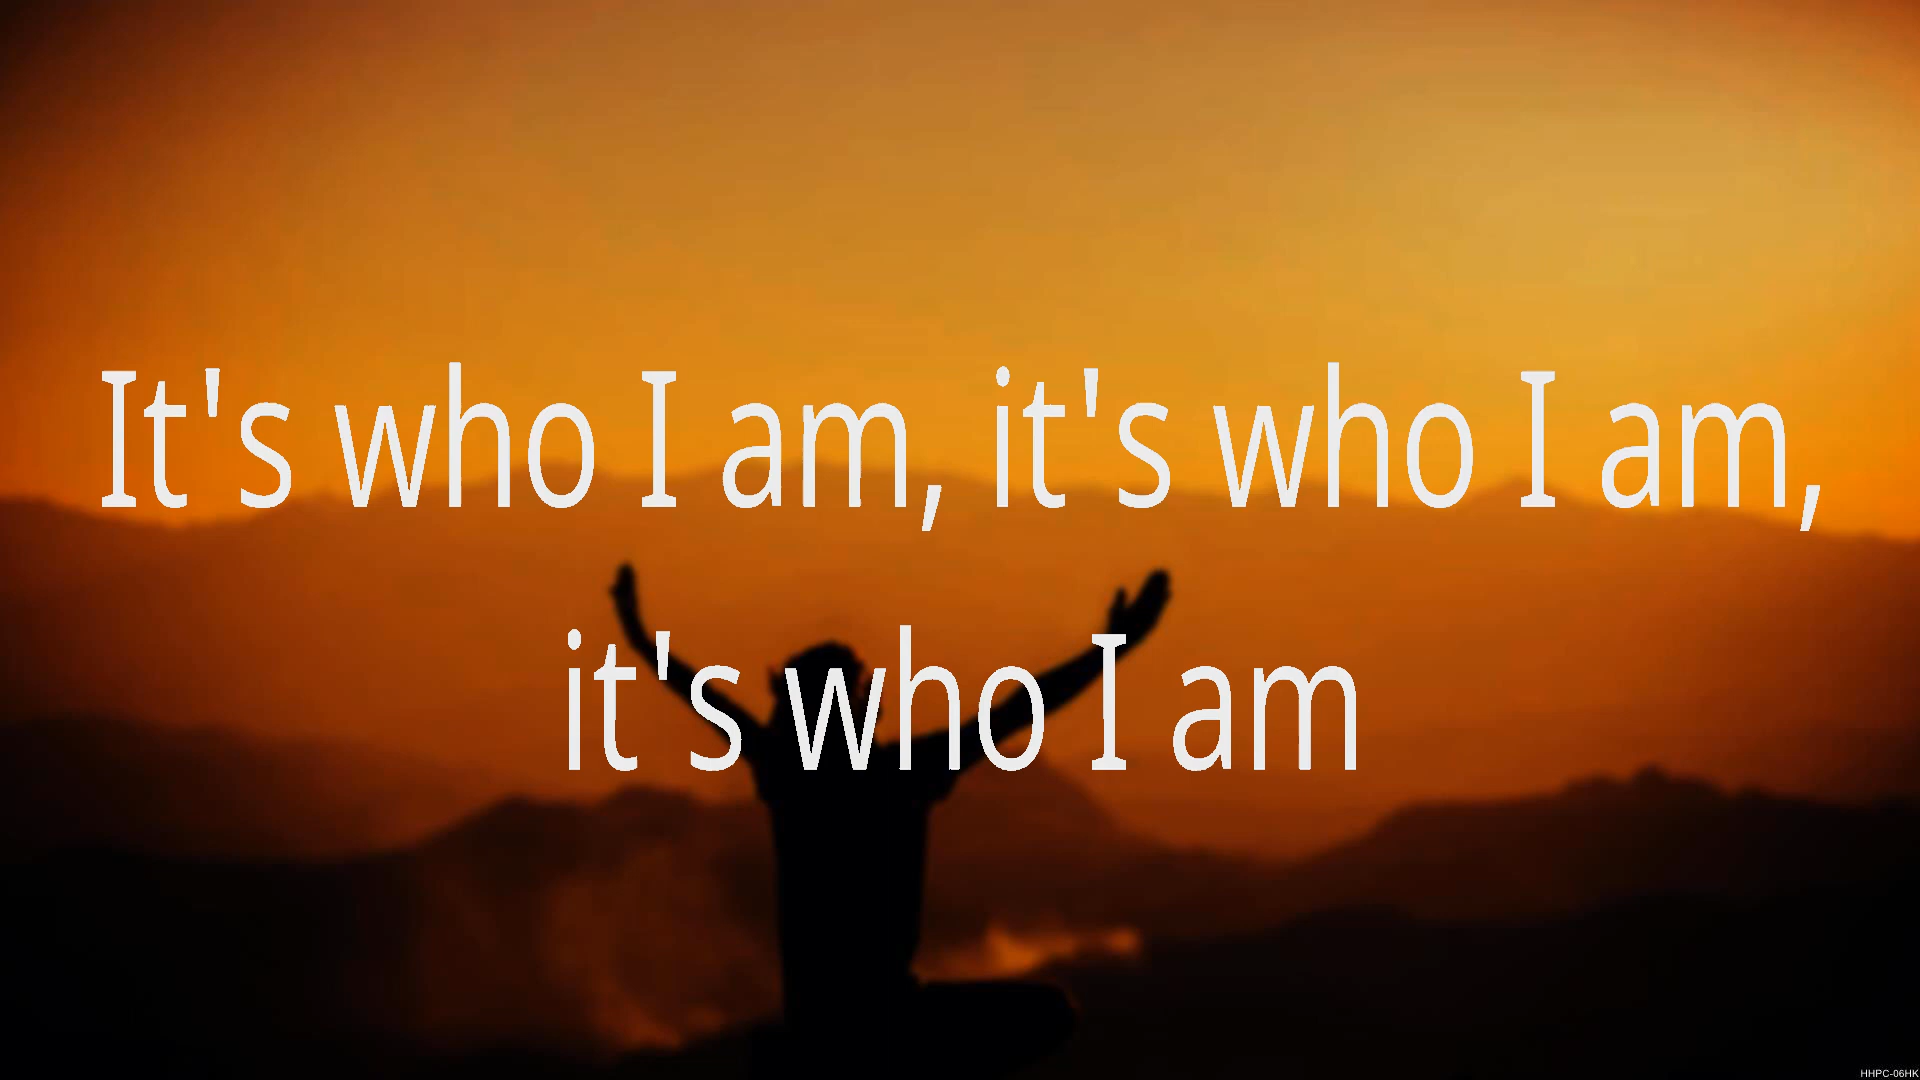 It's who I am, it's who I am,
it's who I am
HHPC-06HK